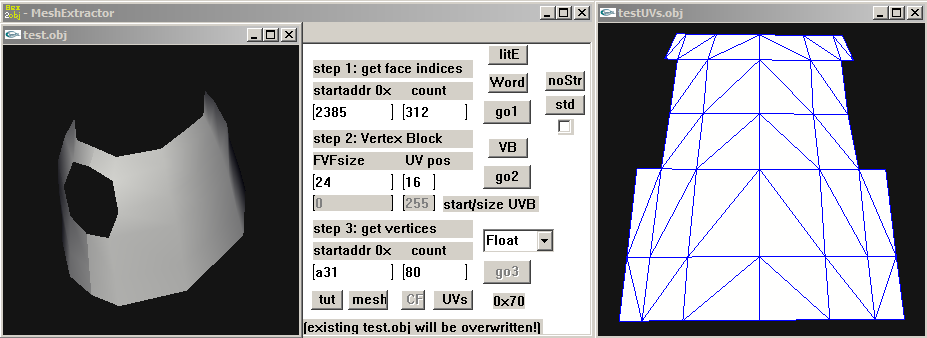 Hex
2obj - MeshExtractor
test.obj
testUVs.obj
litE
step 1: get face indices
Word
noStr
startaddr 0x count
std
[2385 ] [312 ]
go1
step 2: Vertex Block
VB
FVFsize UV pos
go2
[24 ] [16 ]
[0 ] [255 ] start/size UVB
step 3: get vertices
Float
startaddr 0x count
[a31 ] [80 ]
go3
tut mesh CF UVs 0x70
(existing test.obj will be overwritten!)